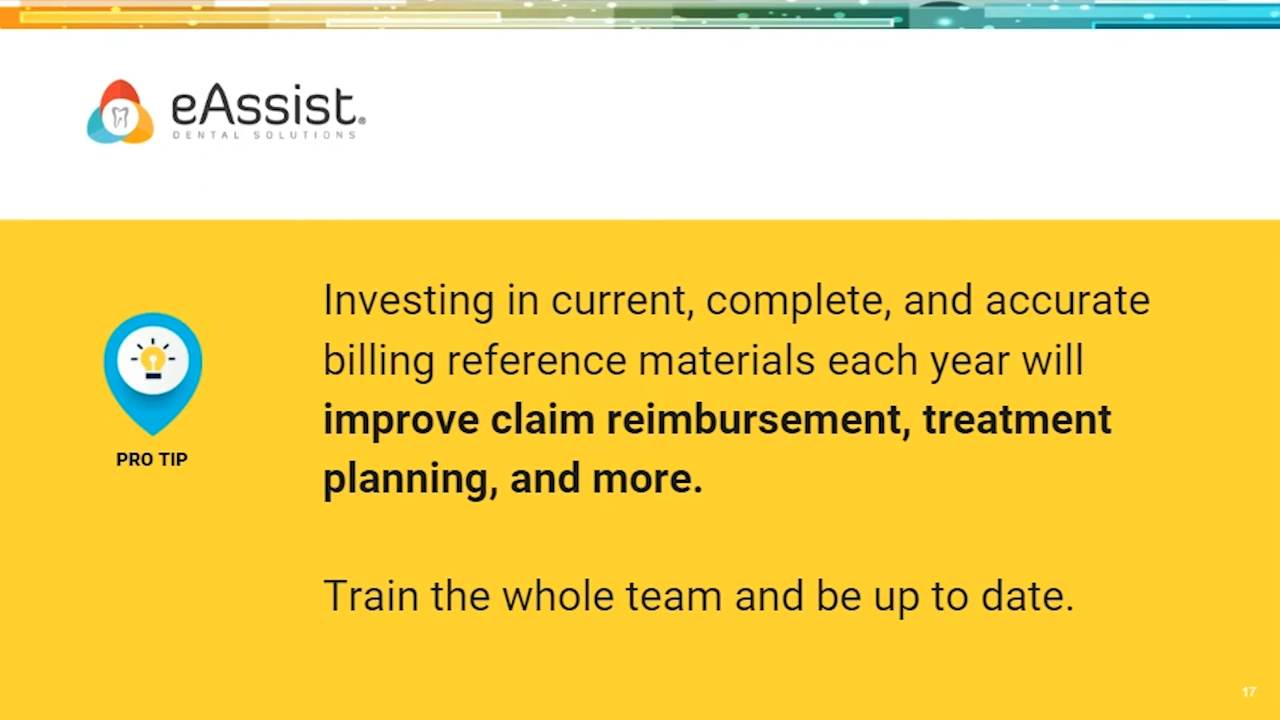 eAssist®
DENTAL SOLUTIONS
Investing in current, complete, and accurate
billing reference materials each year will
improve claim reimbursement, treatment
planning, and more.
PRO TIP
Train the whole team and be up to date.
17